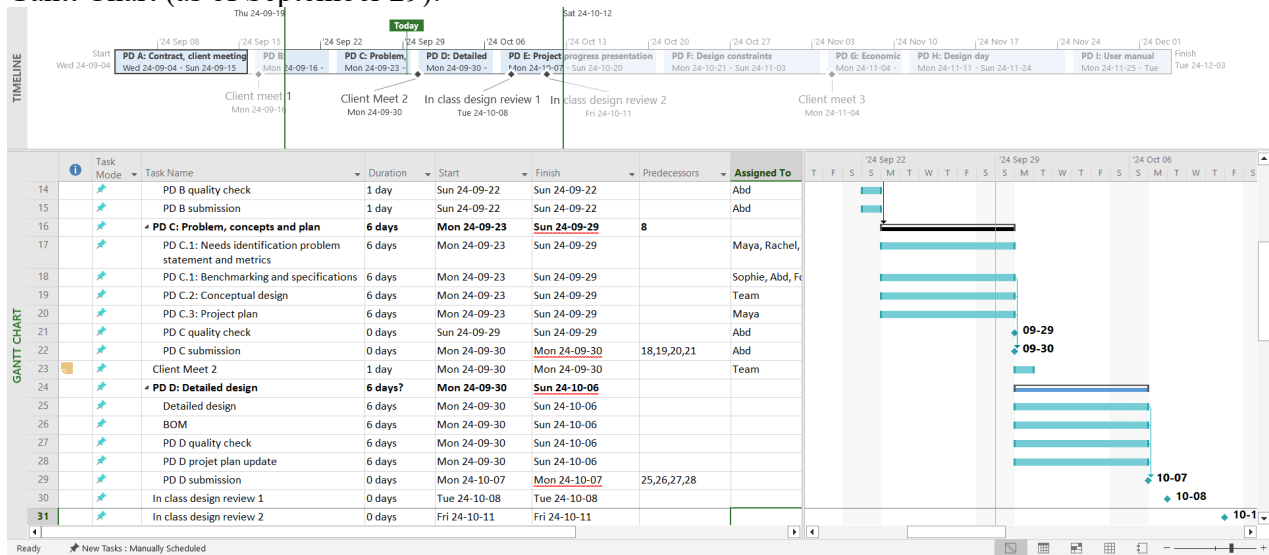 Gantt Chart (as of September 29):
Thu 24-09-19
Sat 24-10-12
Today
'24 Sep 08 '24 Sep 15 '24 Sep 22 '24 Sep 29 '24 Oct 06 '24 Oct 13 '24 Oct 20 '24 Oct 27 '24 Nov 03 '24 Nov 10 '24 Nov 17 '24 Nov 24 '24 Dec 01
TIMELINE
Start
Wed 24-09-04
PD A: Contract, client meeting
Wed 24-09-04 - Sun 24-09-15
PD B:
Mon 24-09-16 -
PD C: Problem,
Mon 24-09-23 -
PD D: Detailed
Mon 24-09-30 -
PD E: Project progress presentation
Mon 24-10-07 - Sun 24-10-20
PD F: Design constraints
Mon 24-10-21 - Sun 24-11-03
PD G: Economic
Mon 24-11-04 -
PD H: Design day
Mon 24-11-11 - Sun 24-11-24
PD I: User manual
Mon 24-11-25 - Tue
Finish
Tue 24-12-03
Client meet 1
Mon 24-09-16
Client Meet 2
Mon 24-09-30
In class design review 1
Tue 24-10-08
In class design review 2
Fri 24-10-11
Client meet 3
Mon 24-11-04
GANTT CHART
Task Mode Task Name Duration Start Finish Predecessors Assigned To
'24 Sep 22 '24 Sep 29 '24 Oct 06
T F S S M T W T F S S M T W T F S S M T W T F S
14 PD B quality check 1 day Sun 24-09-22 Sun 24-09-22 Abd
15 PD B submission 1 day Sun 24-09-22 Sun 24-09-22 Abd
16 PD C: Problem, concepts and plan 6 days Mon 24-09-23 Sun 24-09-29 8
17 PD C.1: Needs identification problem statement and metrics 6 days Mon 24-09-23 Sun 24-09-29 Maya, Rachel,
18 PD C.1: Benchmarking and specifications 6 days Mon 24-09-23 Sun 24-09-29 Sophie, Abd,
19 PD C.2: Conceptual design 6 days Mon 24-09-23 Sun 24-09-29 Team
20 PD C.3: Project plan 6 days Mon 24-09-23 Sun 24-09-29 Maya
21 PD C quality check 0 days Sun 24-09-29 Sun 24-09-29 Abd 09-29
22 PD C submission 0 days Mon 24-09-30 Mon 24-09-30 18,19,20,21 Abd 09-30
23 Client Meet 2 1 day Mon 24-09-30 Mon 24-09-30 Team
24 PD D: Detailed design 6 days? Mon 24-09-30 Sun 24-10-06
25 Detailed design 6 days Mon 24-09-30 Sun 24-10-06
26 BOM 6 days Mon 24-09-30 Sun 24-10-06
27 PD D quality check 6 days Mon 24-09-30 Sun 24-10-06
28 PD D projet plan update 6 days Mon 24-09-30 Sun 24-10-06
29 PD D submission 0 days Mon 24-10-07 Mon 24-10-07 25,26,27,28 10-07
30 In class design review 1 0 days Tue 24-10-08 Tue 24-10-08 10-08
31 In class design review 2 0 days Fri 24-10-11 Fri 24-10-11 10-1
Ready New Tasks : Manually Scheduled